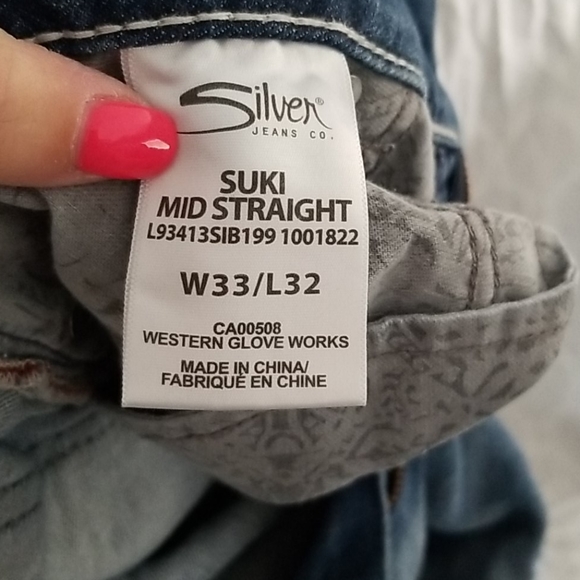 Silver®
JEANS CO.
SUKI
MID STRAIGHT
L93413SIB199 1001822
W33/L32
CA00508
WESTERN GLOVE WORKS
MADE IN CHINA/
FABRIQUÉ EN CHINE